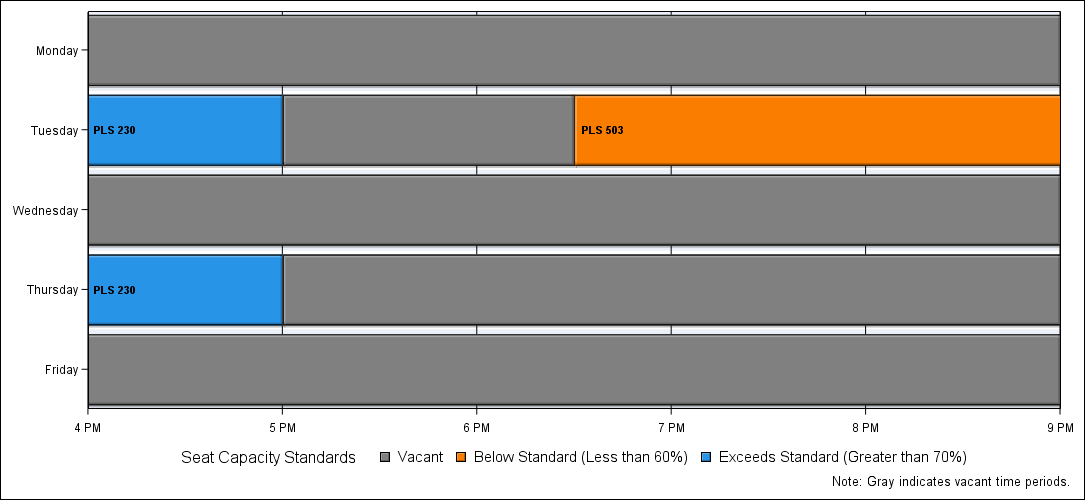 Monday
Tuesday
PLS 230
PLS 503
Wednesday
Thursday
PLS 230
Friday
4 PM 5 PM 6 PM 7 PM 8 PM 9 PM
Seat Capacity Standards Vacant Below Standard (Less than 60%) Exceeds Standard (Greater than 70%)
Note: Gray indicates vacant time periods.